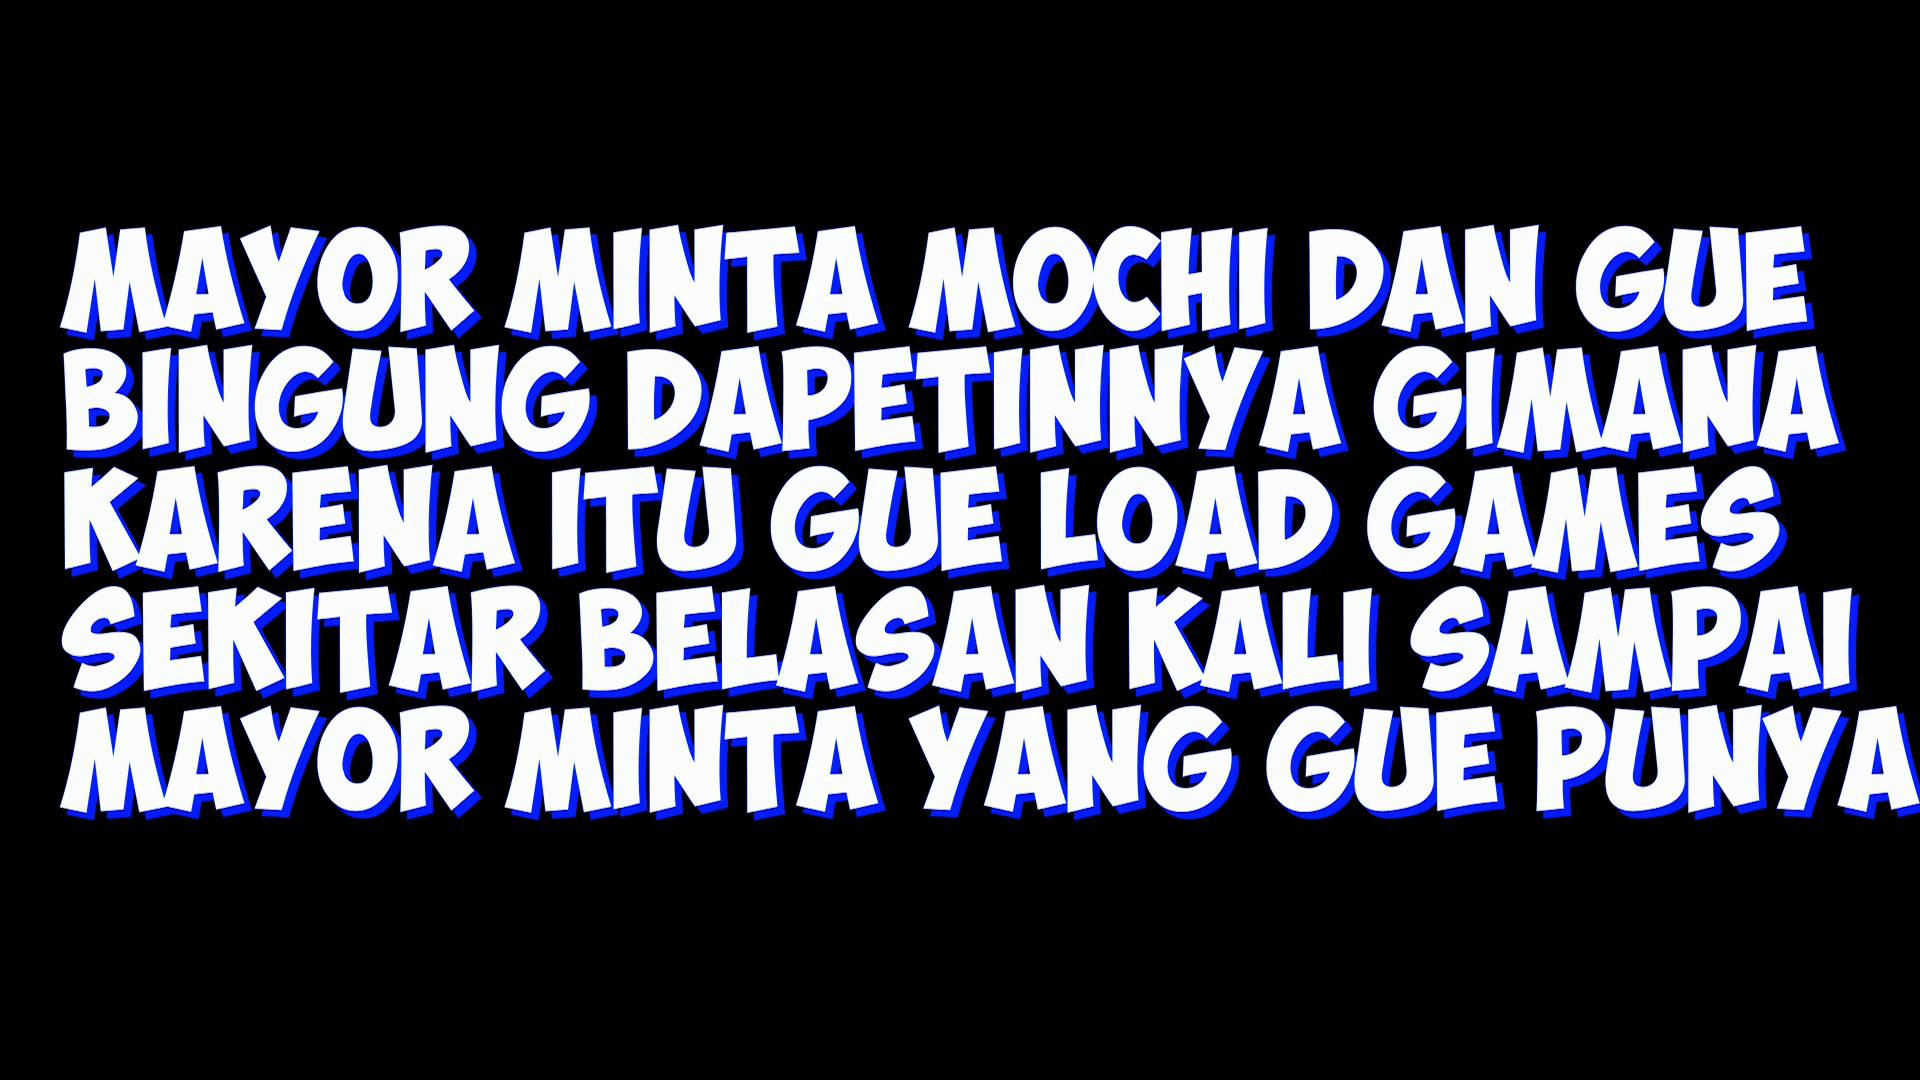 MAYOR MINTA MOCHI DAN GUE
BINGUNG DAPETINNYA GIMANA
KARENA ITU GUE LOAD GAMES
SEKITAR BELASAN KALI SAMPAI
MAYOR MINTA YANG GUE PUNYA